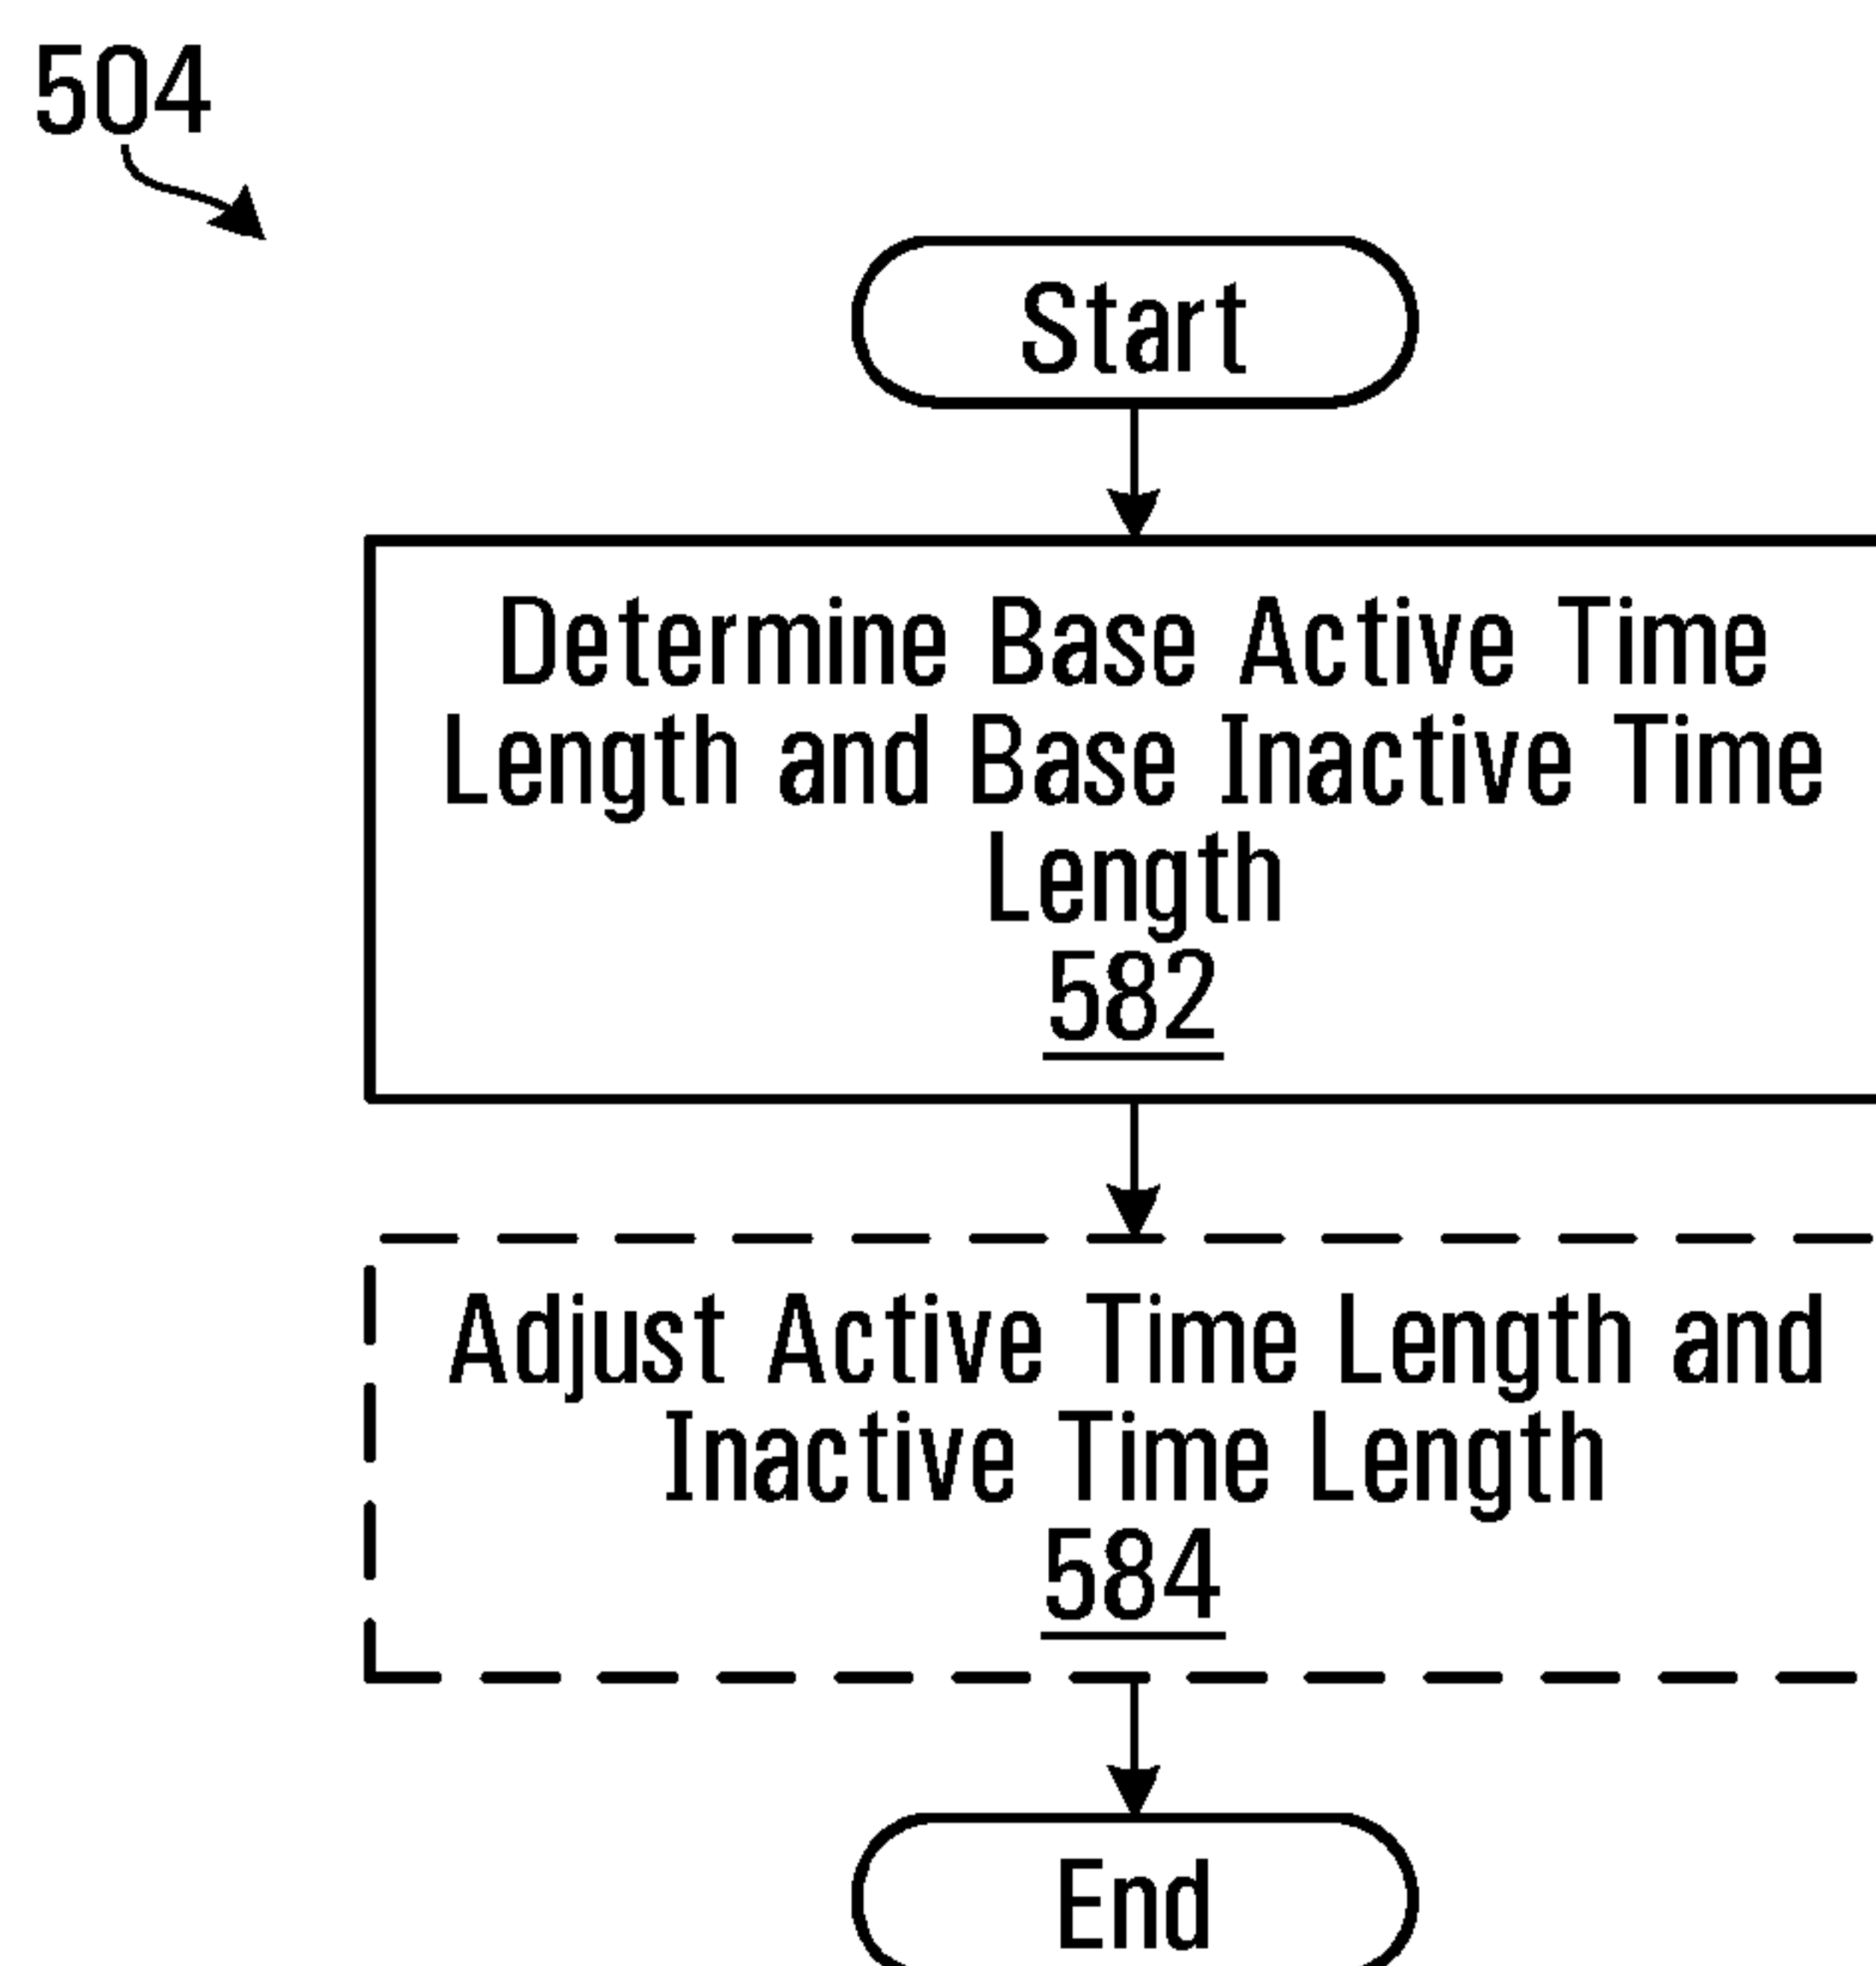 504
Start
Determine Base Active Time
Length and Base Inactive Time
Length
582
Adjust Active Time Length and
Inactive Time Length
584
End